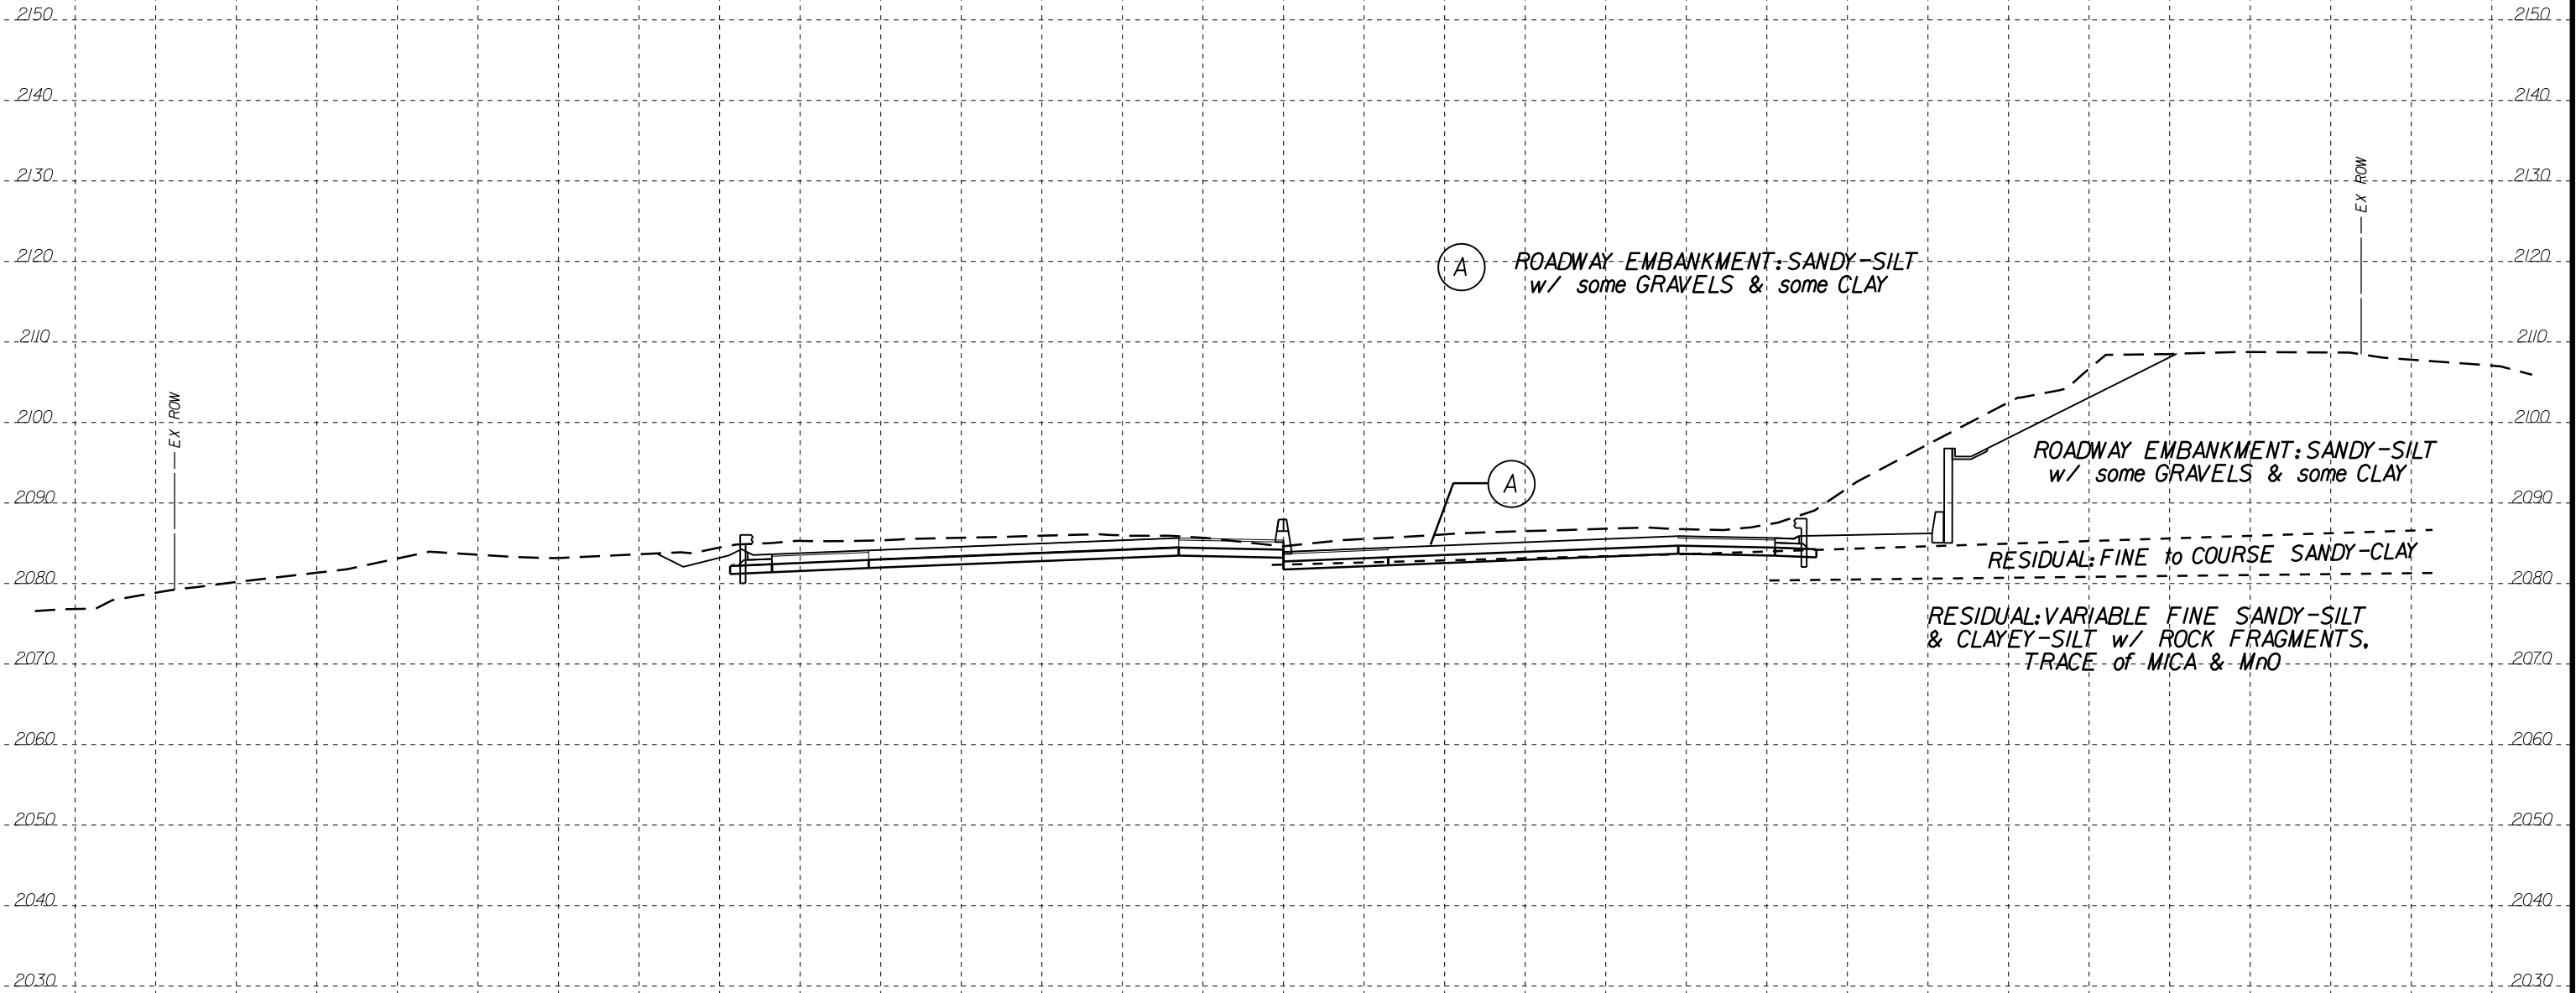 2150 2150
2140 2140
2130 2130
EX ROW
2120 2120
A ROADWAY EMBANKMENT: SANDY-SILT
w/ some GRAVELS & some CLAY
2110 2110
EX ROW
2100 2100
ROADWAY EMBANKMENT: SANDY-SILT
w/ some GRAVELS & some CLAY
A
2090 2090
RESIDUAL: FINE to COURSE SANDY-CLAY
2080 2080
RESIDUAL: VARIABLE FINE SANDY-SILT
& CLAYEY-SILT w/ ROCK FRAGMENTS,
TRACE of MICA & MnO
2070 2070
2060 2060
2050 2050
2040 2040
2030 2030